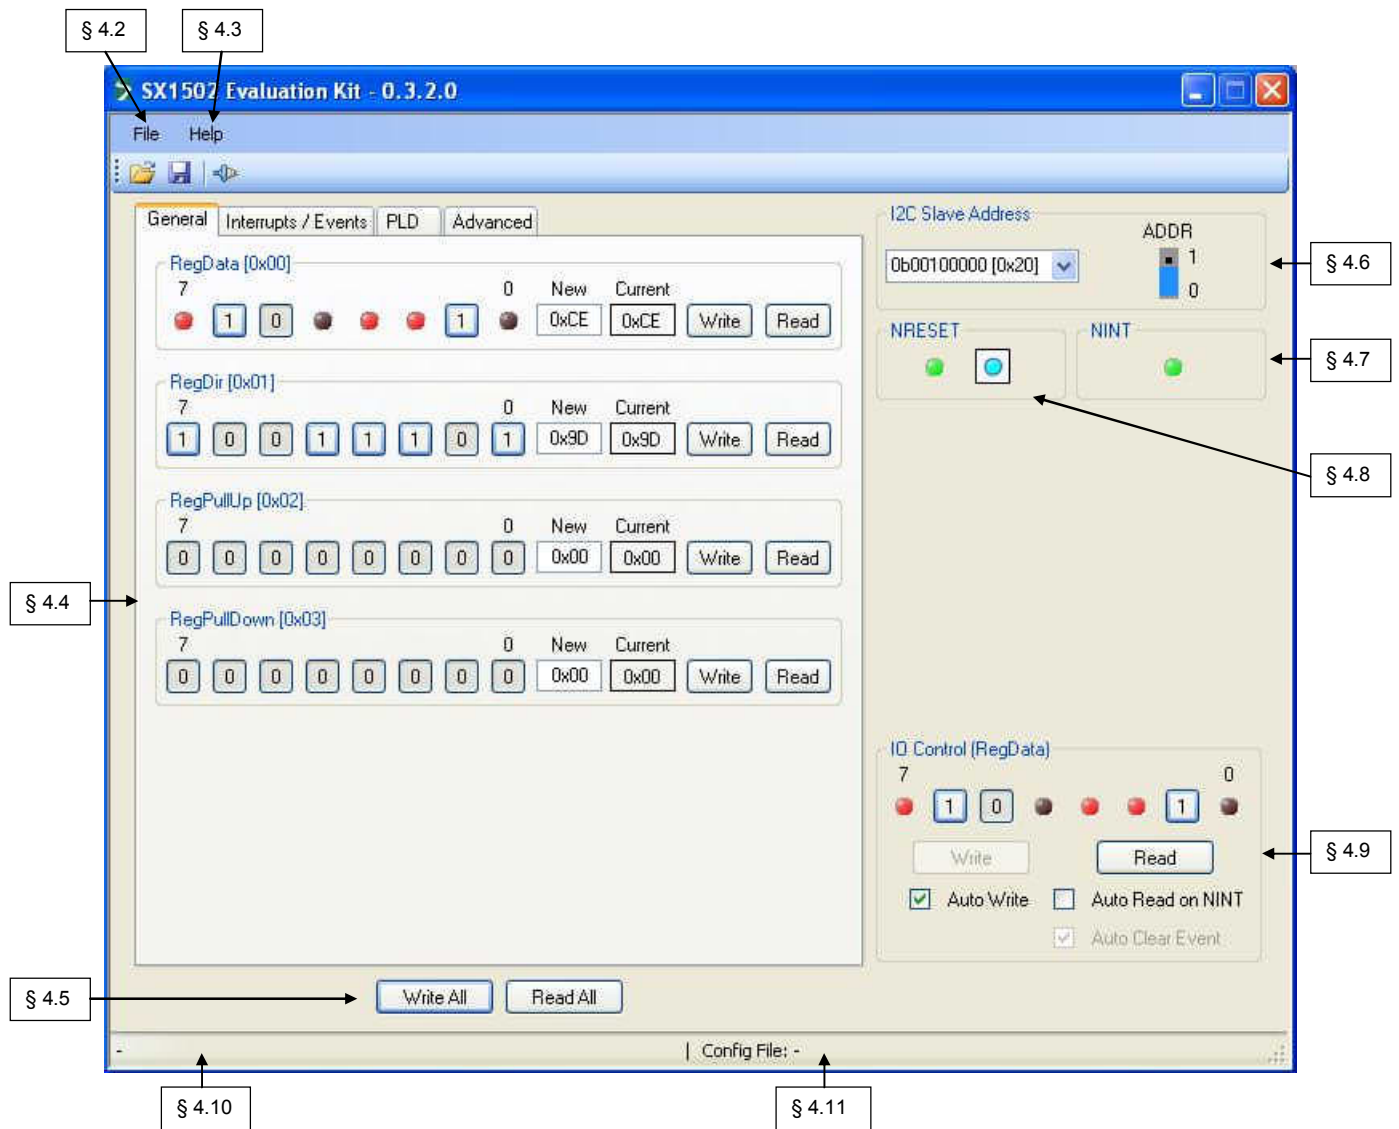 § 4.2
§ 4.3
SX1502 Evaluation Kit - 0.3.2.0
File Help
General Interrupts / Events PLD Advanced
RegData [0x00]
7 0 New Current
1 0 1 0xCE 0xCE Write Read
RegDir [0x01]
7 0 New Current
1 0 0 1 1 1 0 1 0x9D 0x9D Write Read
RegPullUp [0x02]
7 0 New Current
0 0 0 0 0 0 0 0 0x00 0x00 Write Read
§ 4.4
RegPullDown [0x03]
7 0 New Current
0 0 0 0 0 0 0 0 0x00 0x00 Write Read
I2C Slave Address
ADDR
0b00100000 [0x20] 1
0
§ 4.6
NRESET NINT
§ 4.7
§ 4.8
IO Control (RegData)
7 0
1 0 1
Write Read
§ 4.9
Auto Write Auto Read on NINT
Auto Clear Event
§ 4.5
Write All Read All
- | Config File: -
§ 4.10
§ 4.11